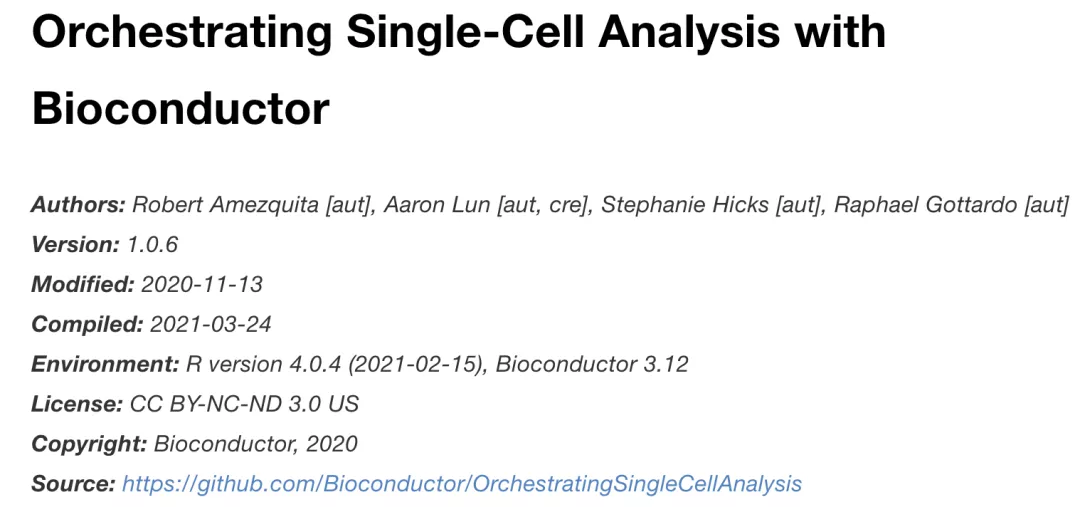 Orchestrating Single-Cell Analysis with
Bioconductor
Authors: Robert Amezquita [aut], Aaron Lun [aut, cre], Stephanie Hicks [aut], Raphael Gottardo [aut]
Version: 1.0.6
Modified: 2020-11-13
Compiled: 2021-03-24
Environment: R version 4.0.4 (2021-02-15), Bioconductor 3.12
License: CC BY-NC-ND 3.0 US
Copyright: Bioconductor, 2020
Source: https://github.com/Bioconductor/OrchestratingSingleCellAnalysis